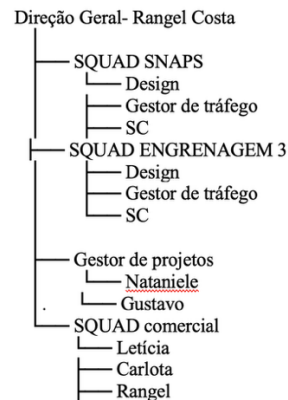 Direção Geral- Rangel Costa
SQUAD SNAPS
Design
Gestor de tráfego
SC
SQUAD ENGRENAGEM 3
Design
Gestor de tráfego
SC
Gestor de projetos
Nataniele
Gustavo
SQUAD comercial
Letícia
Carlota
Rangel